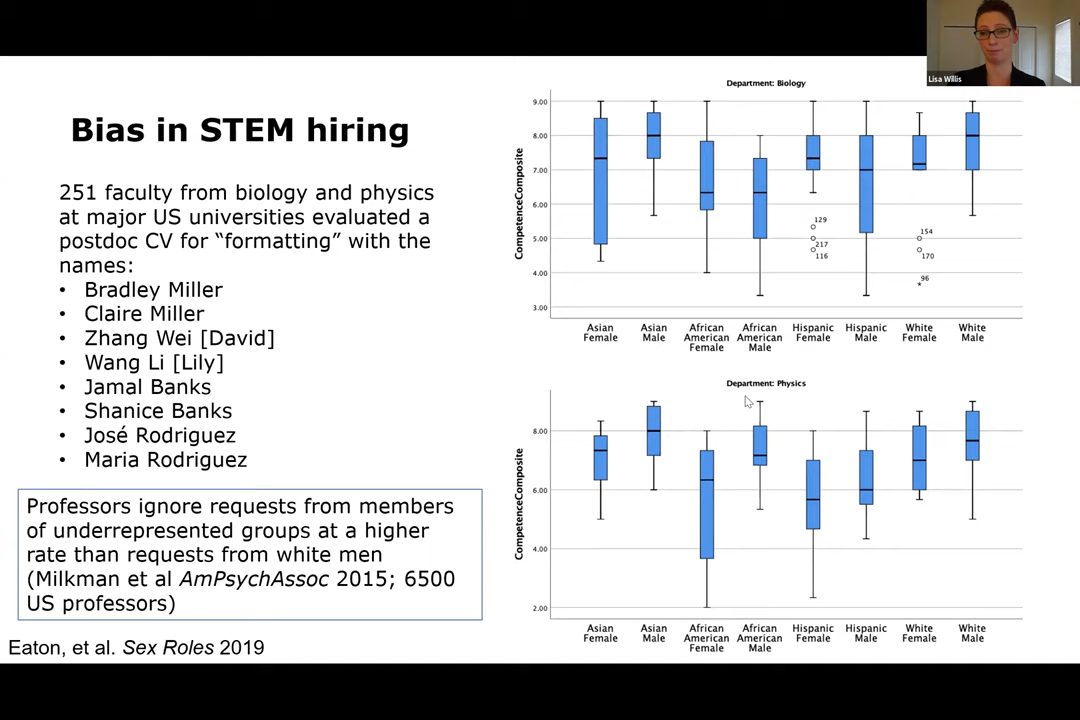 Lisa Willis
Bias in STEM hiring
251 faculty from biology and physics
at major US universities evaluated a
postdoc CV for “formatting” with the
names:
• Bradley Miller
• Claire Miller
• Zhang Wei [David]
• Wang Li [Lily]
• Jamal Banks
• Shanice Banks
• José Rodriguez
• Maria Rodriguez
Professors ignore requests from members
of underrepresented groups at a higher
rate than requests from white men
(Milkman et al AmPsychAssoc 2015; 6500
US professors)
Eaton, et al. Sex Roles 2019
Department: Biology
CompetenceComposite
9.00
8.00
7.00
6.00
5.00
4.00
3.00
129
217
116
154
170
96
Asian Female
Asian Male
African American Female
African American Male
Hispanic Female
Hispanic Male
White Female
White Male
Department: Physics
CompetenceComposite
8.00
6.00
4.00
2.00
Asian Female
Asian Male
African American Female
African American Male
Hispanic Female
Hispanic Male
White Female
White Male